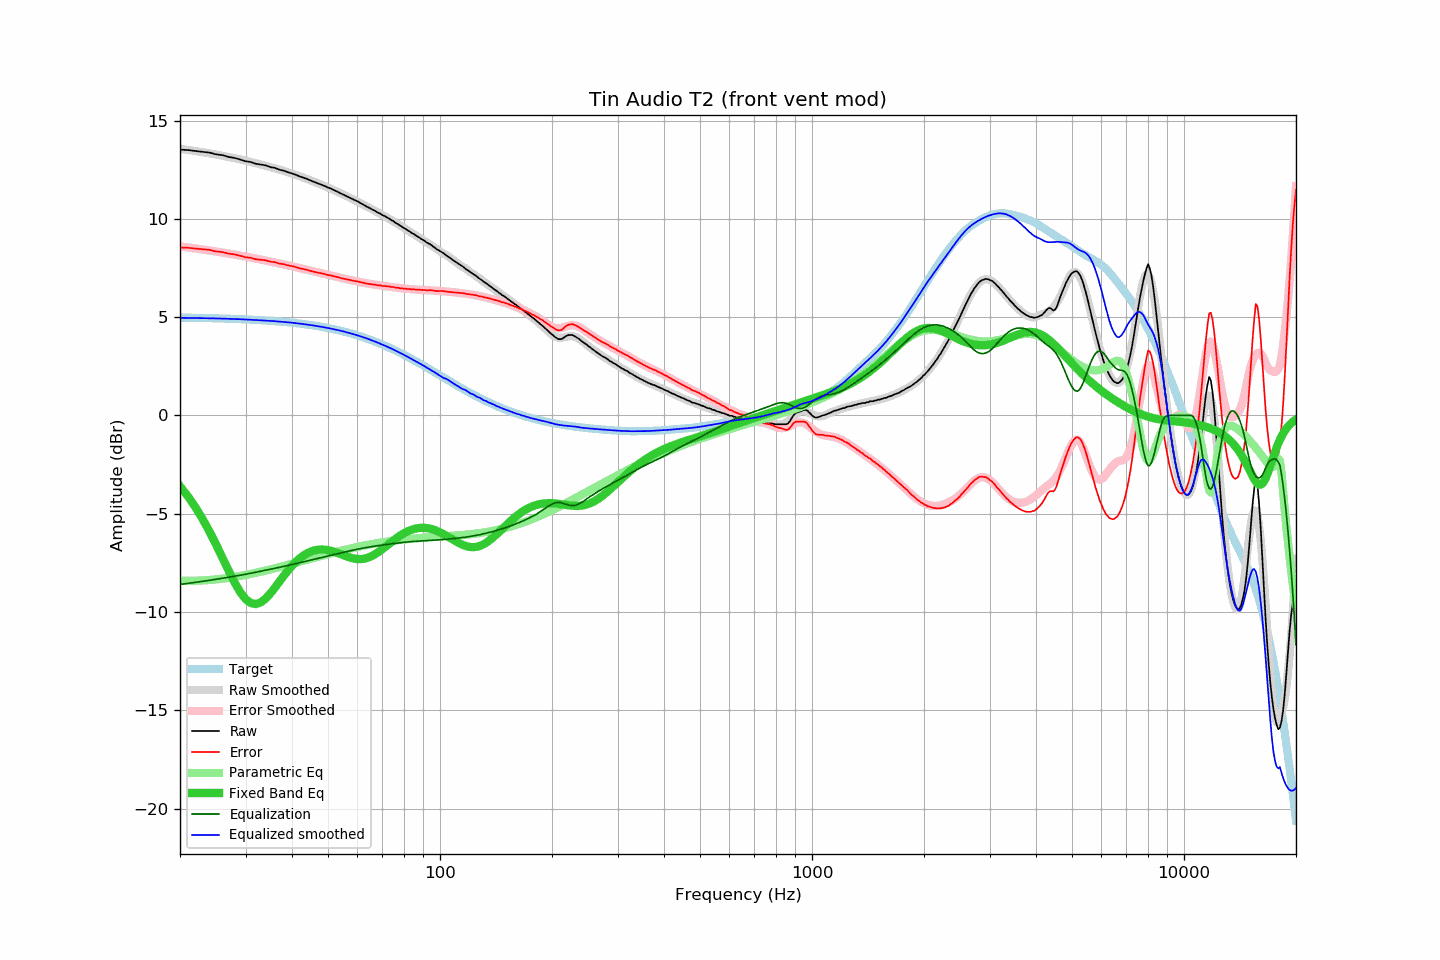 Tin Audio T2 (front vent mod)
15
10
5
0
−5
−10
−15
−20
Amplitude (dBr)
Target
Raw Smoothed
Error Smoothed
Raw
Error
Parametric Eq
Fixed Band Eq
Equalization
Equalized smoothed
100
1000
10000
Frequency (Hz)